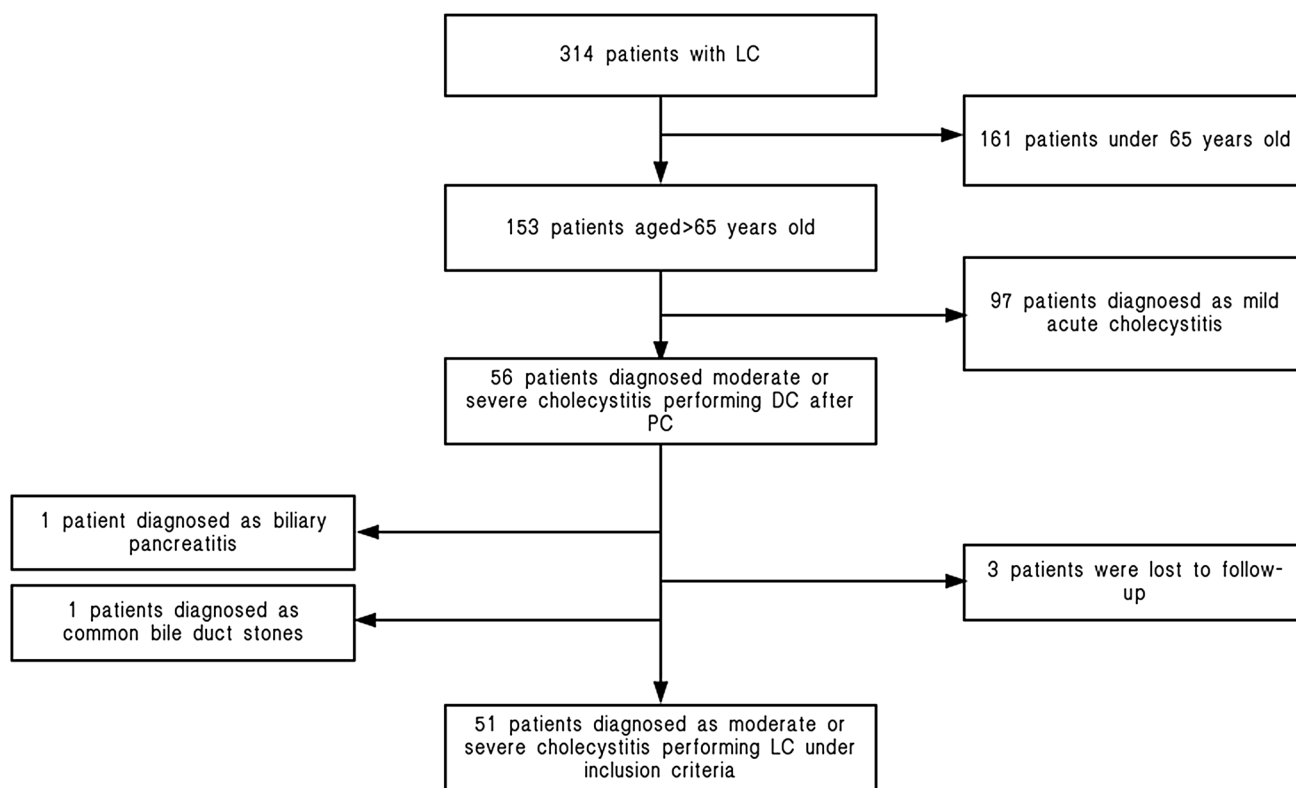 314 patients with LC
161 patients under 65 years old
153 patients aged>65 years old
97 patients diagnoesd as mild
acute cholecystitis
56 patients diagnosed moderate or
severe cholecystitis performing DC after
PC
1 patient diagnosed as biliary
pancreatitis
3 patients were lost to follow-
up
1 patients diagnosed as
common bile duct stones
51 patients diagnosed as moderate or
severe cholecystitis performing LC under
inclusion criteria